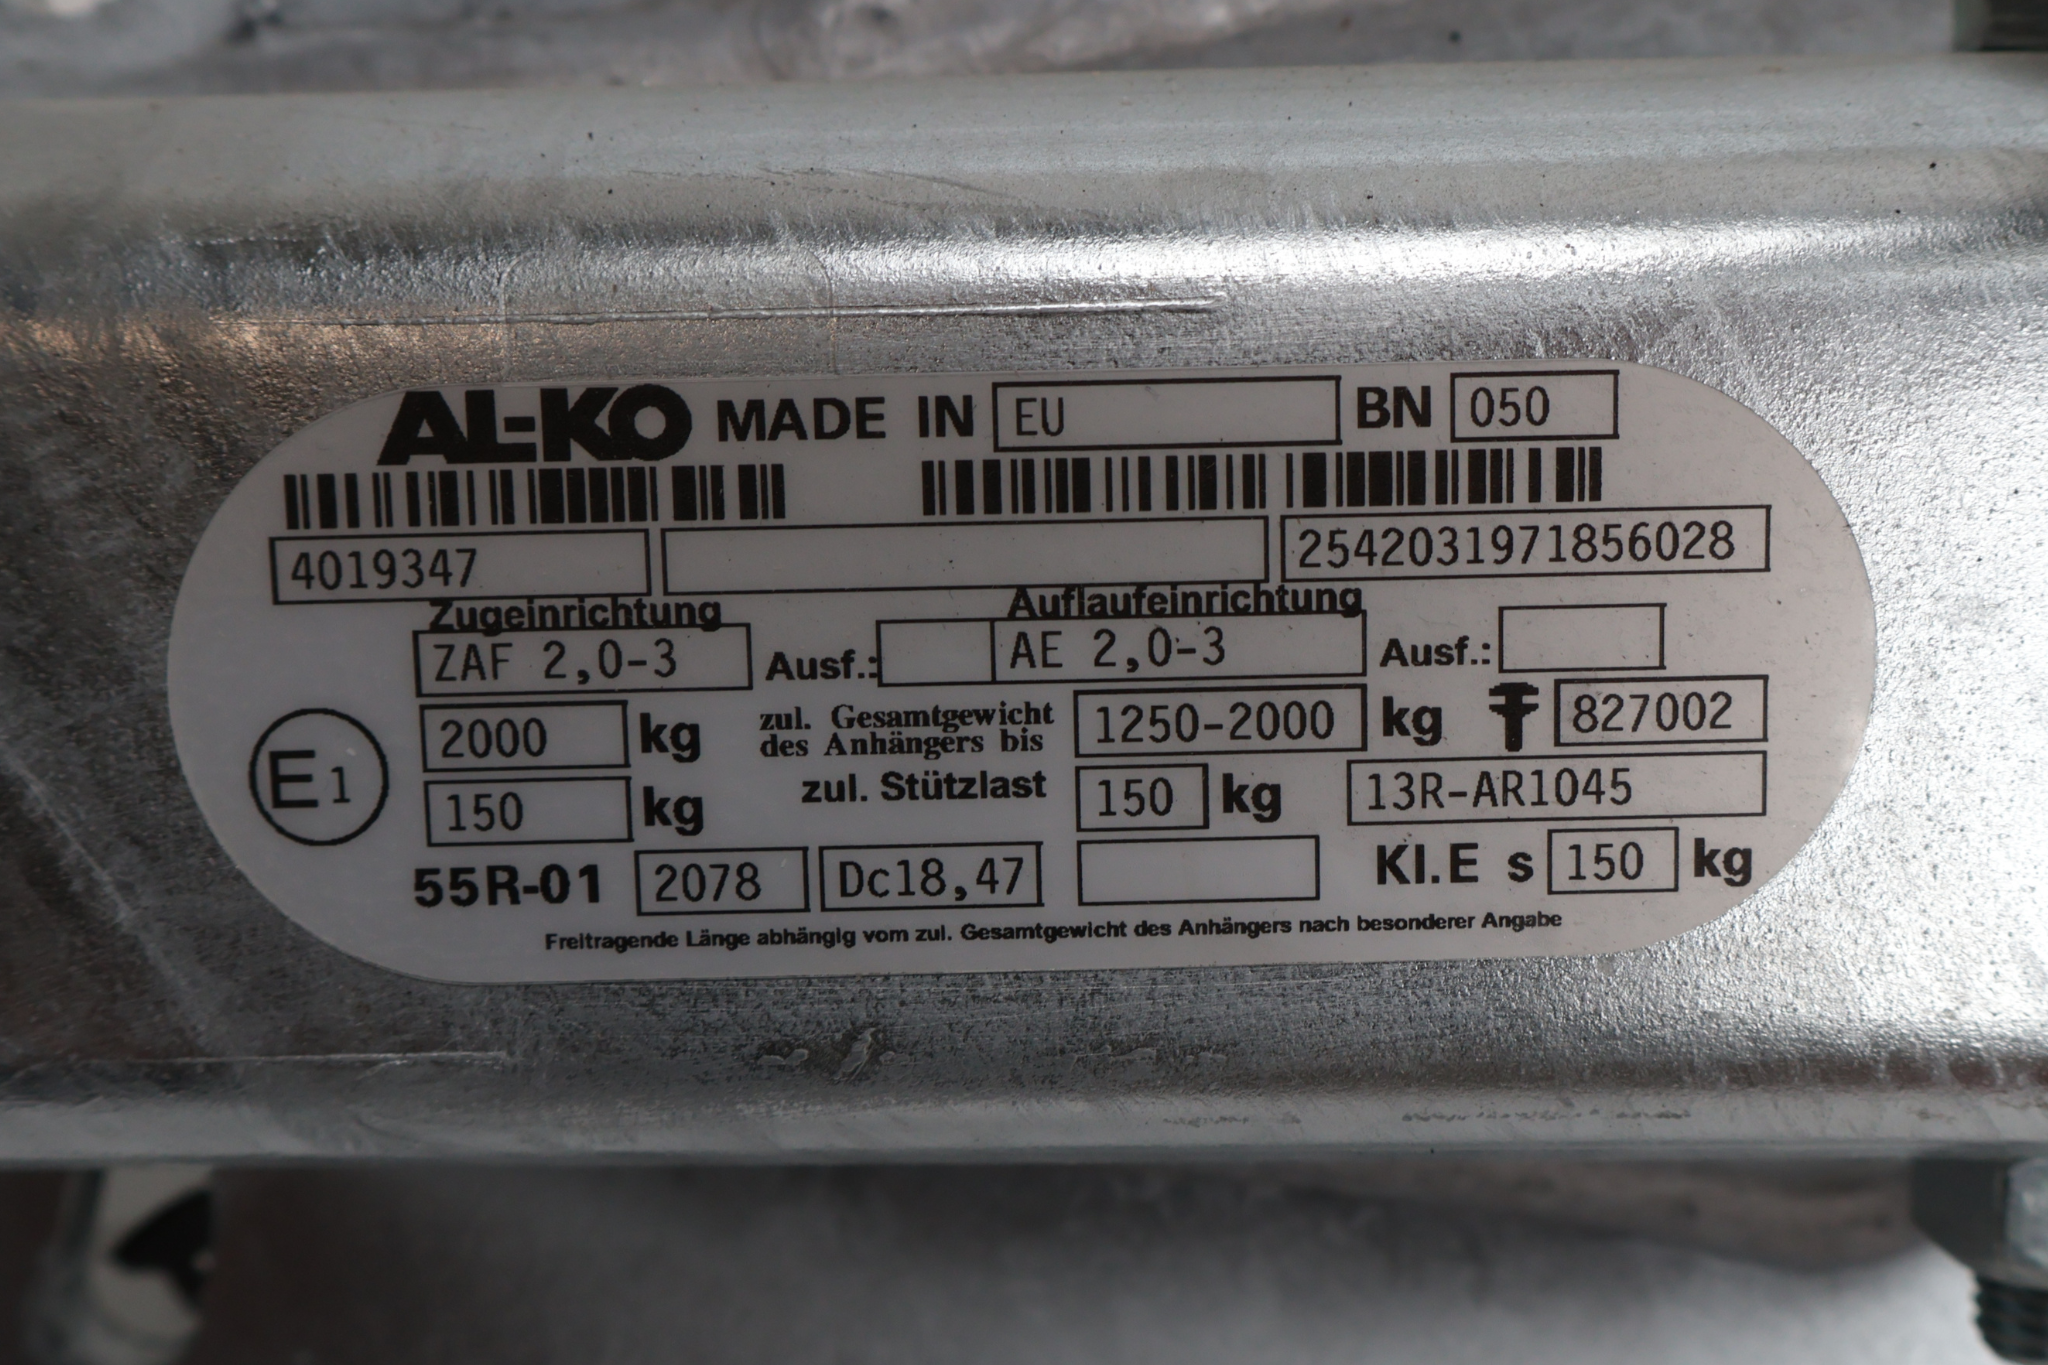 AL-KO MADE IN EU BN 050
4019347 2542031971856028
Zugeinrichtung Auflaufeinrichtung
ZAF 2,0-3 Ausf.: AE 2,0-3 Ausf.:
2000 kg zul. Gesamtgewicht des Anhängers bis 1250-2000 kg 827002
E1
150 kg zul. Stützlast 150 kg 13R-AR1045
55R-01 2078 Dc18,47 Kl.E s 150 kg
Freitragende Länge abhängig vom zul. Gesamtgewicht des Anhängers nach besonderer Angabe